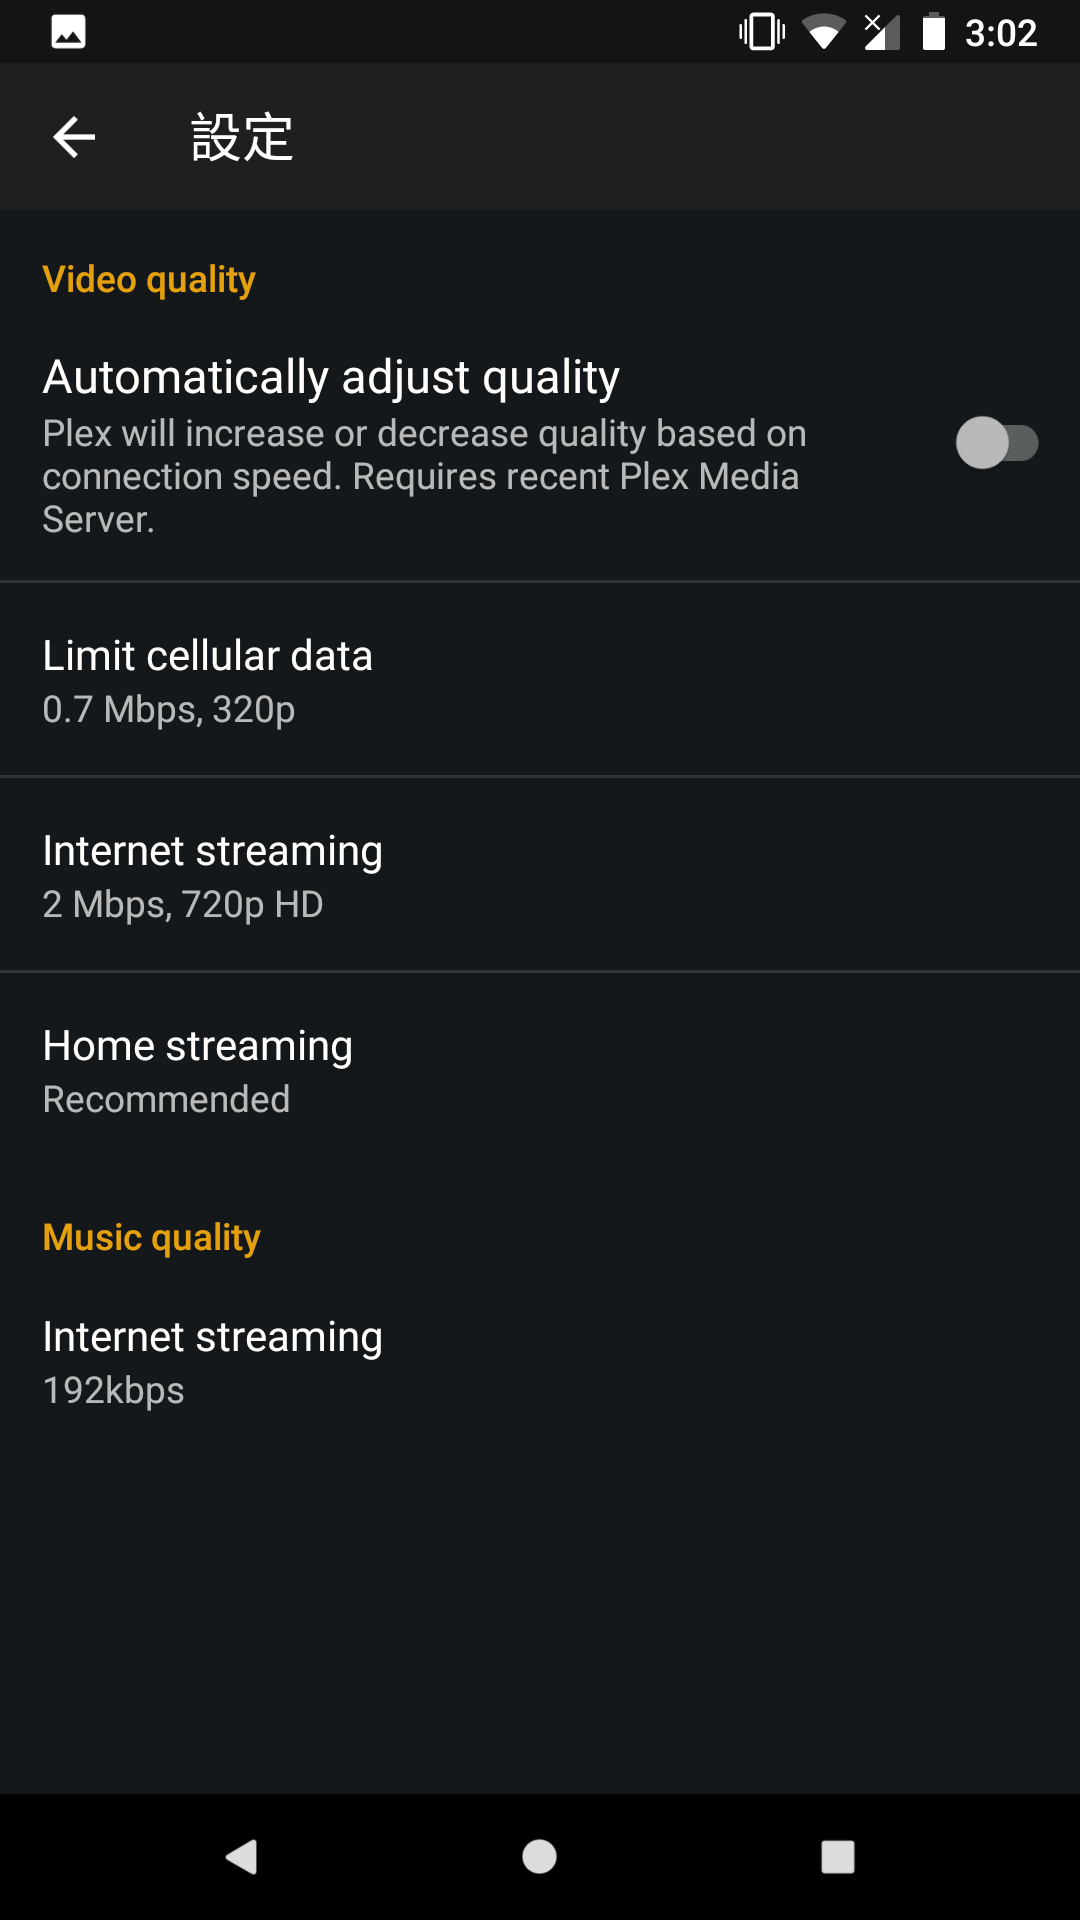 3:02
設定
Video quality
Automatically adjust quality
Plex will increase or decrease quality based on
connection speed. Requires recent Plex Media
Server.
Limit cellular data
0.7 Mbps, 320p
Internet streaming
2 Mbps, 720p HD
Home streaming
Recommended
Music quality
Internet streaming
192kbps